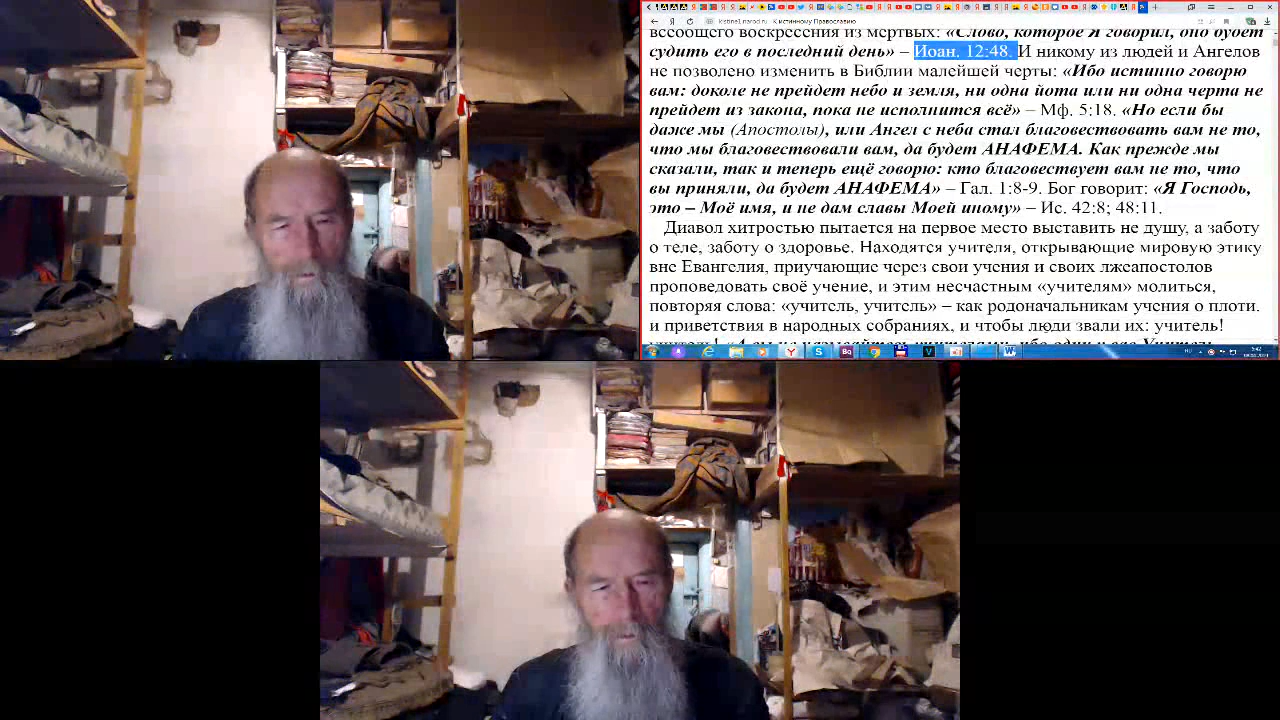 kistine1.narod.ru К истинному Православию
всеобщего воскресения из мертвых: «Слово, которое Я говорил, оно будет
судить его в последний день» – Иоан. 12:48. И никому из людей и Ангелов
не позволено изменить в Библии малейшей черты: «Ибо истинно говорю
вам: доколе не прейдет небо и земля, ни одна йота или ни одна черта не
прейдет из закона, пока не исполнится всё» – Мф. 5:18. «Но если бы
даже мы (Апостолы), или Ангел с неба стал благовествовать вам не то,
что мы благовествовали вам, да будет АНАФЕМА. Как прежде мы
сказали, так и теперь ещё говорю: кто благовествует вам не то, что
вы приняли, да будет АНАФЕМА» – Гал. 1:8-9. Бог говорит: «Я Господь,
это – Моё имя, и не дам славы Моей иному» – Ис. 42:8; 48:11.
Диавол хитростью пытается на первое место выставить не душу, а заботу
о теле, заботу о здоровье. Находятся учителя, открывающие мировую этику
вне Евангелия, приучающие через свои учения и своих лжеапостолов
проповедовать своё учение, и этим несчастным «учителям» молиться,
повторяя слова: «учитель, учитель» – как родоначальникам учения о плоти.
и приветствия в народных собраниях, и чтобы люди звали их: учитель!
RU 5:42